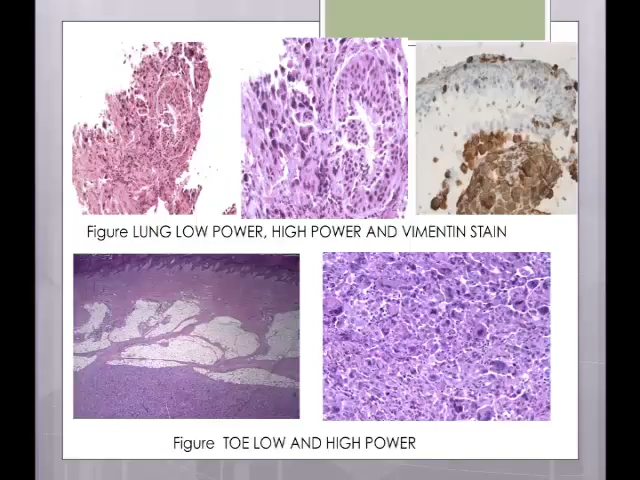 Figure LUNG LOW POWER, HIGH POWER AND VIMENTIN STAIN
Figure TOE LOW AND HIGH POWER